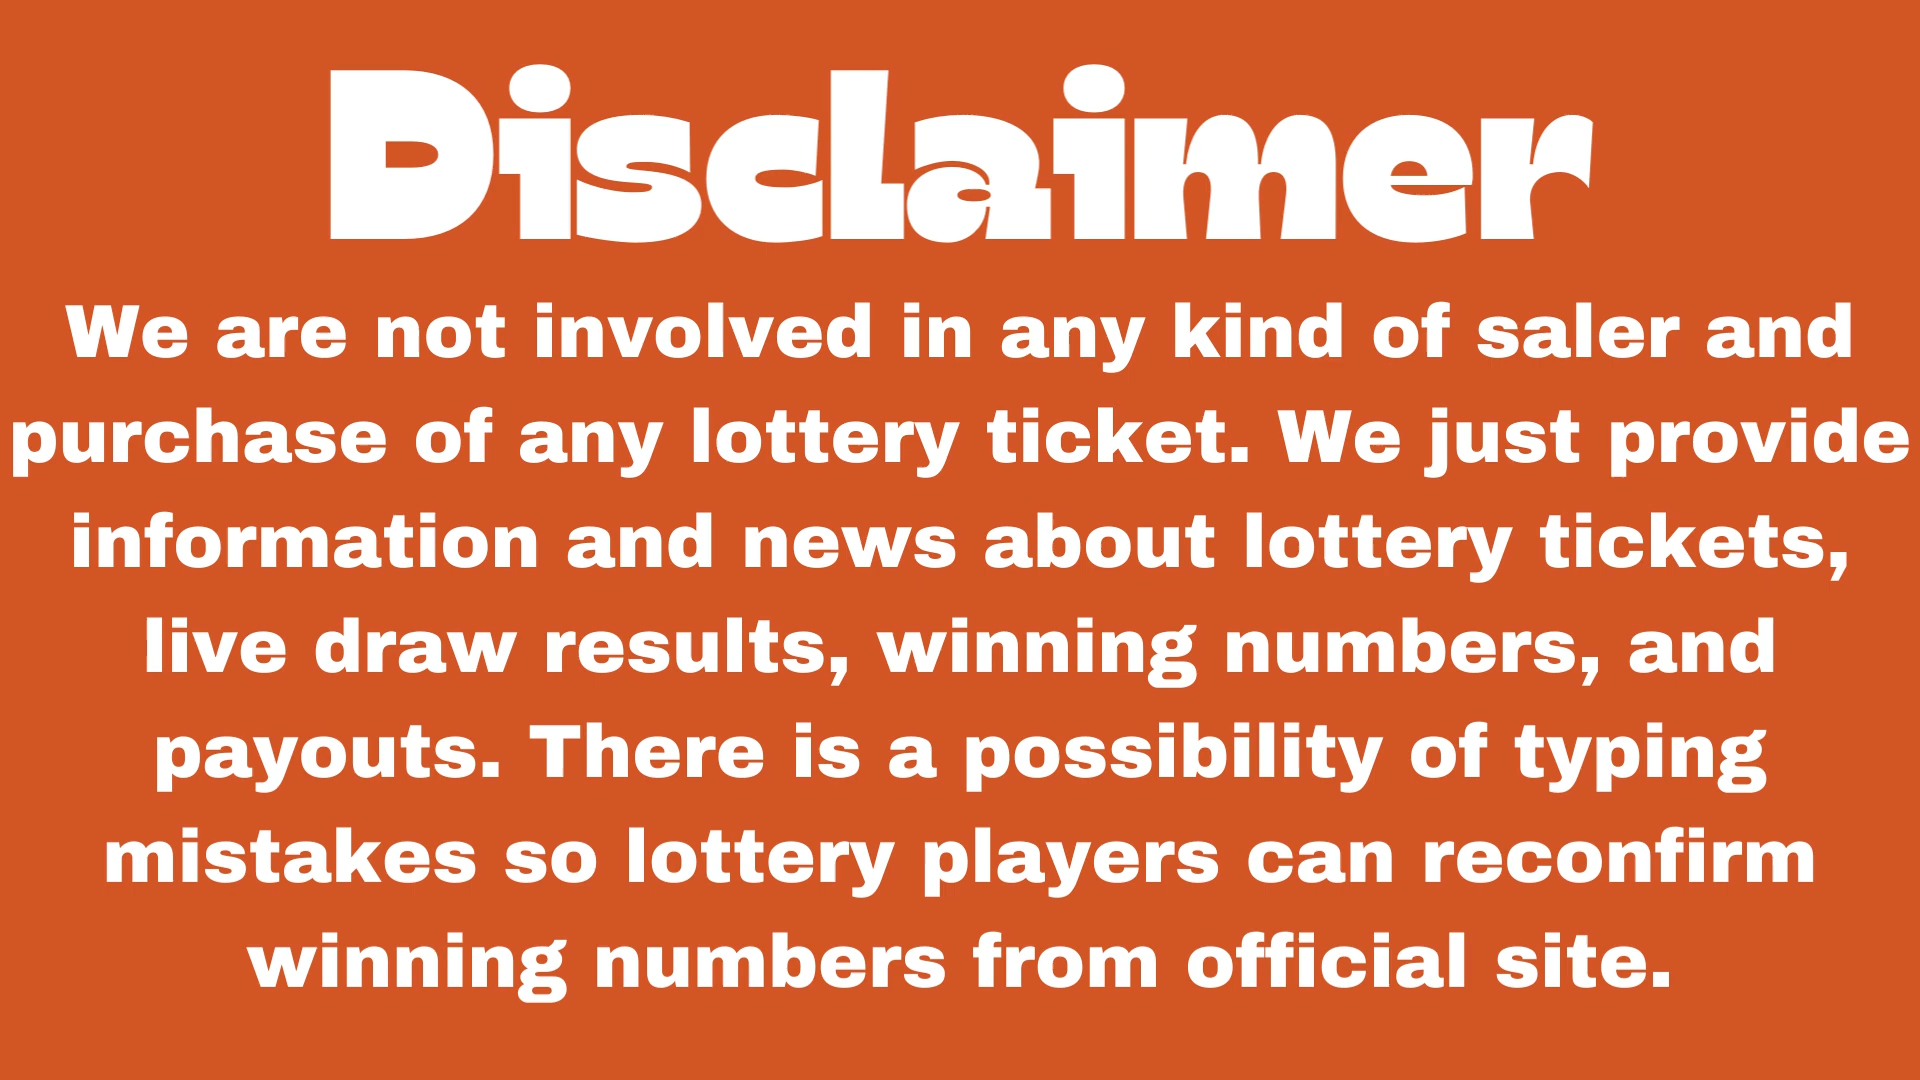 Disclaimer
We are not involved in any kind of saler and
purchase of any lottery ticket. We just provide
information and news about lottery tickets,
live draw results, winning numbers, and
payouts. There is a possibility of typing
mistakes so lottery players can reconfirm
winning numbers from official site.